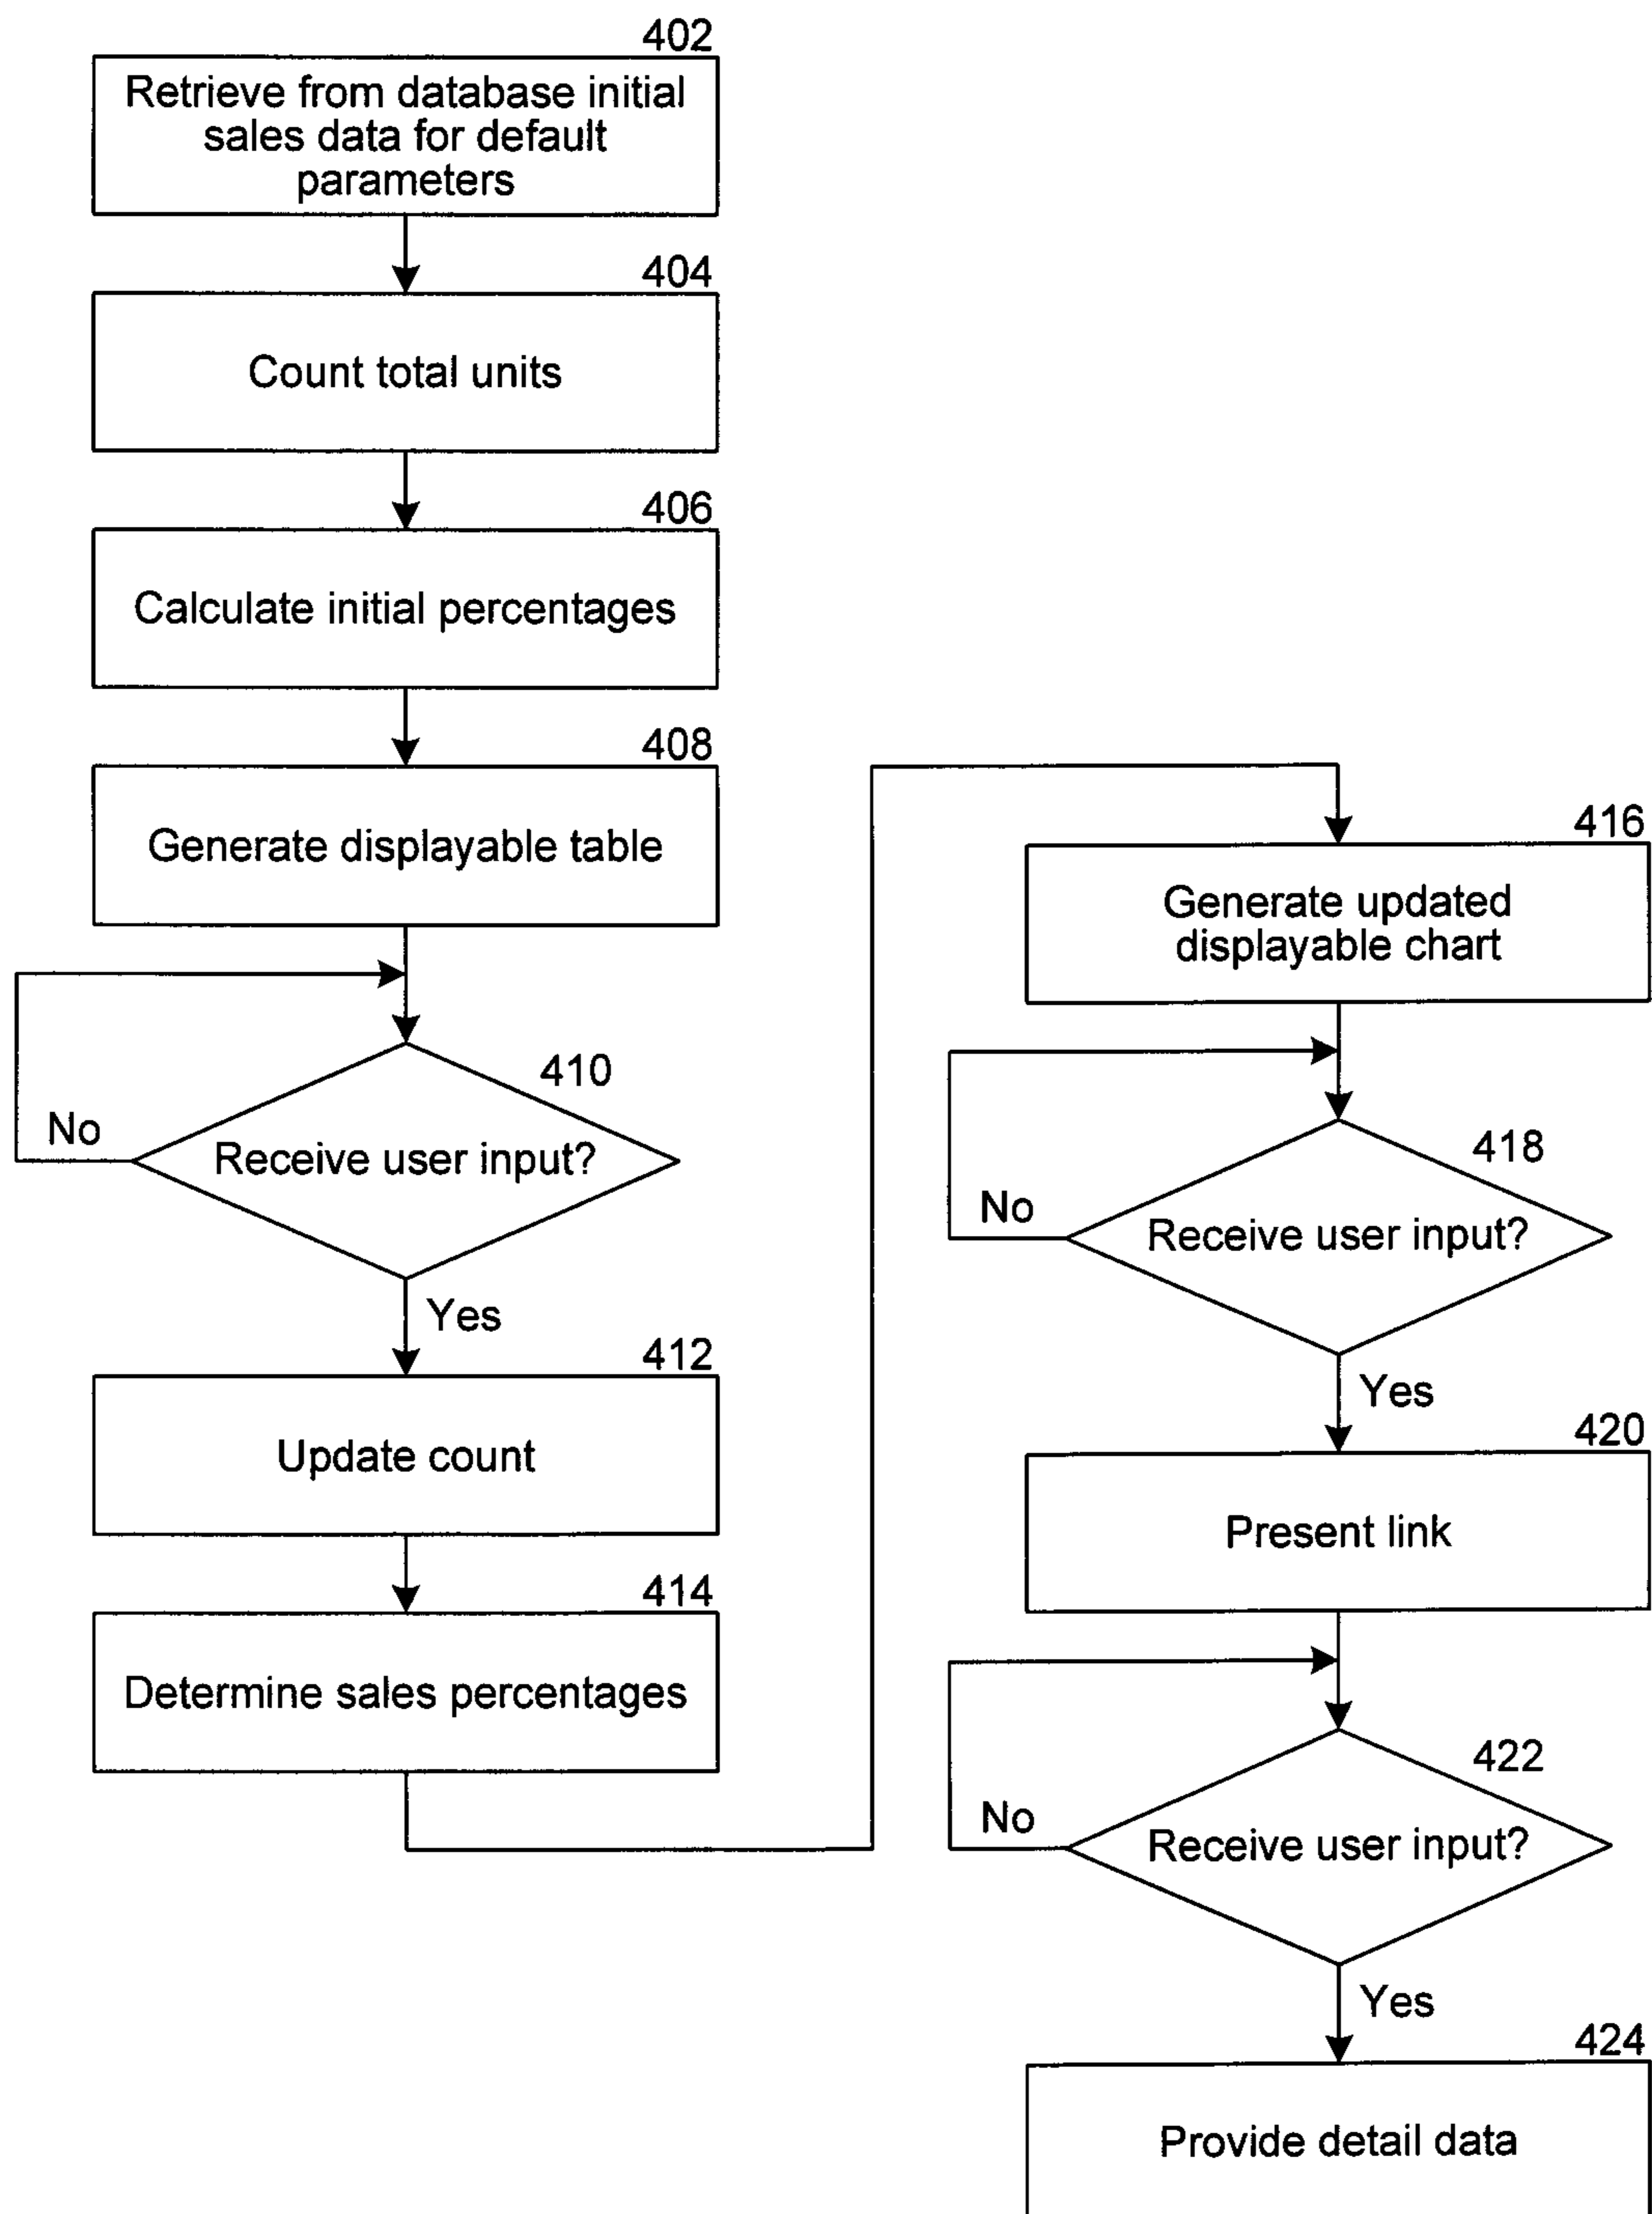 402
Retrieve from database initial
sales data for default
parameters
404
Count total units
406
Calculate initial percentages
408
Generate displayable table
410
No
Receive user input?
Yes
412
Update count
414
Determine sales percentages
416
Generate updated
displayable chart
418
No
Receive user input?
Yes
420
Present link
422
No
Receive user input?
Yes
424
Provide detail data